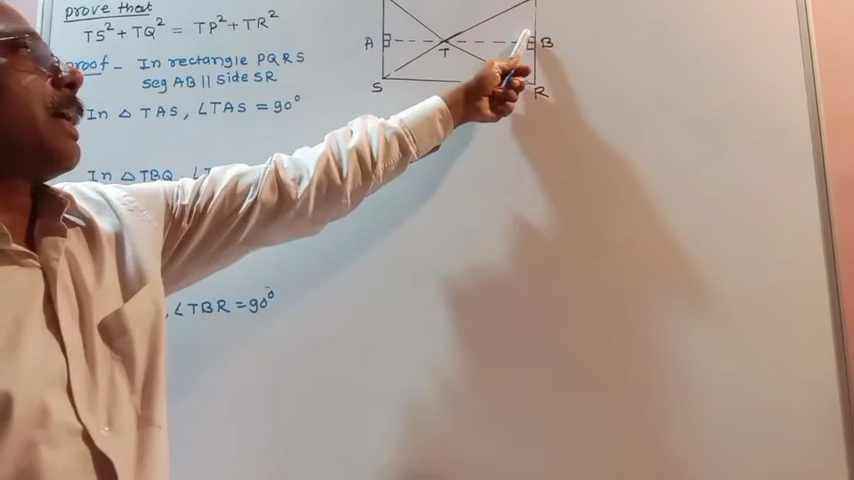 prove that
TS² + TQ² = TP² + TR²
Proof - In rectangle PQRS
seg AB || side SR
In △ TAS, ∠TAS = 90°
In △ TBQ,
∠TBR = 90°
A
T
B
S
R